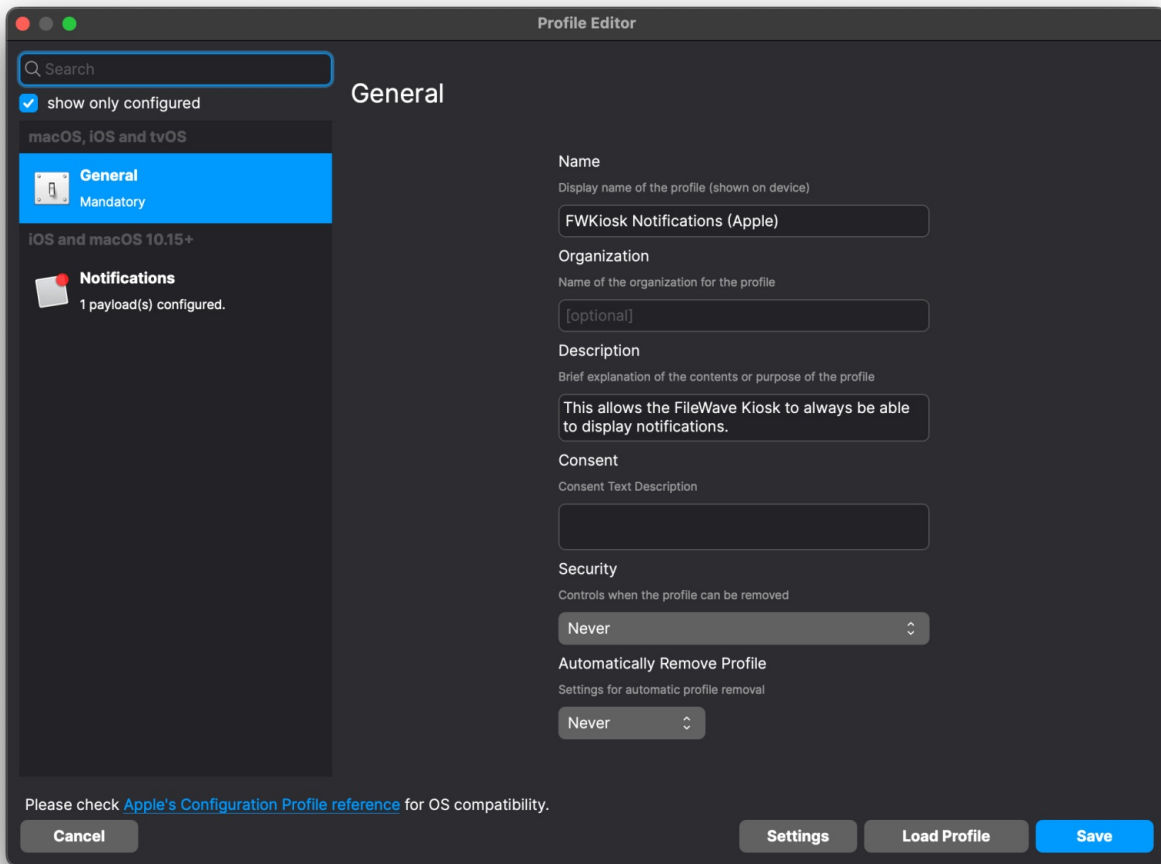 Profile Editor
Search
show only configured
macOS, iOS and tvOS
General
Mandatory
iOS and macOS 10.15+
Notifications
1 payload(s) configured.
General
Name
Display name of the profile (shown on device)
FWKiosk Notifications (Apple)
Organization
Name of the organization for the profile
[optional]
Description
Brief explanation of the contents or purpose of the profile
This allows the FileWave Kiosk to always be able
to display notifications.
Consent
Consent Text Description
Security
Controls when the profile can be removed
Never
Automatically Remove Profile
Settings for automatic profile removal
Never
Please check Apple's Configuration Profile reference for OS compatibility.
Cancel
Settings
Load Profile
Save